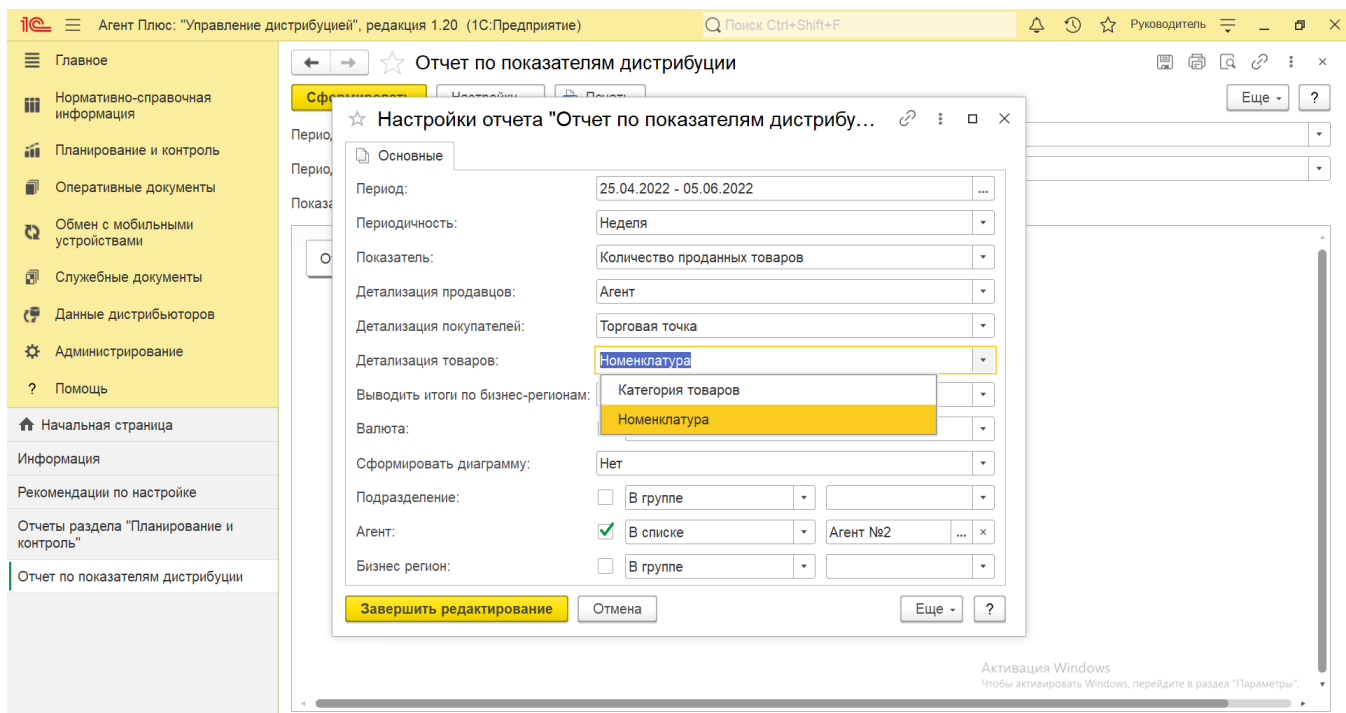 Агент Плюс: "Управление дистрибуцией", редакция 1.20 (1С:Предприятие)
Поиск Ctrl+Shift+F
Руководитель
Главное
Нормативно-справочная
информация
Планирование и контроль
Оперативные документы
Обмен с мобильными
устройствами
Служебные документы
Данные дистрибьюторов
Администрирование
? Помощь
Начальная страница
Информация
Рекомендации по настройке
Отчеты раздела "Планирование и
контроль"
Отчет по показателям дистрибуции
Отчет по показателям дистрибуции
Еще
?
Настройки отчета "Отчет по показателям дистрибу...
Основные
Период: 25.04.2022 - 05.06.2022 ...
Периодичность: Неделя
Показатель: Количество проданных товаров
Детализация продавцов: Агент
Детализация покупателей: Торговая точка
Детализация товаров: Номенклатура
Категория товаров
Номенклатура
Выводить итоги по бизнес-регионам:
Валюта:
Сформировать диаграмму: Нет
Подразделение: В группе
Агент: В списке Агент №2 ... ×
Бизнес регион: В группе
Завершить редактирование Отмена Еще ?
Активация Windows
Чтобы активировать Windows, перейдите в раздел "Параметры".